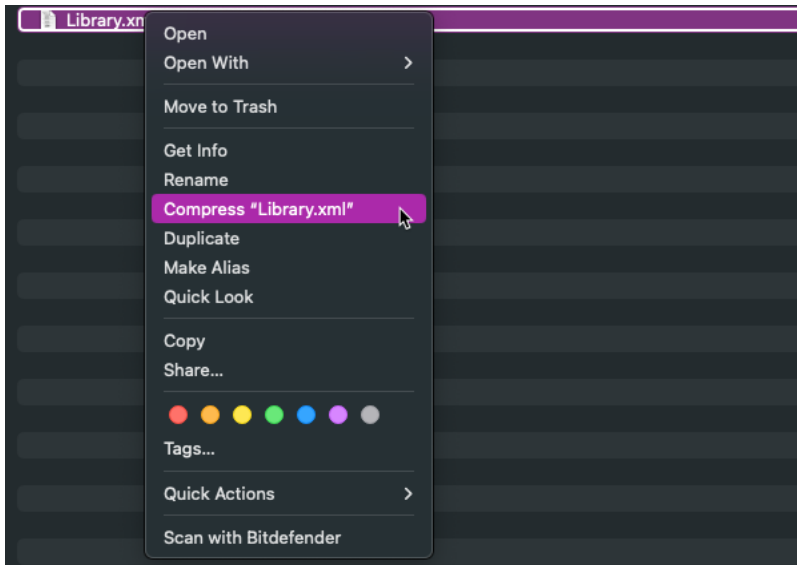 Library.xm
Open
Open With
Move to Trash
Get Info
Rename
Compress “Library.xml”
Duplicate
Make Alias
Quick Look
Copy
Share...
Tags...
Quick Actions
Scan with Bitdefender